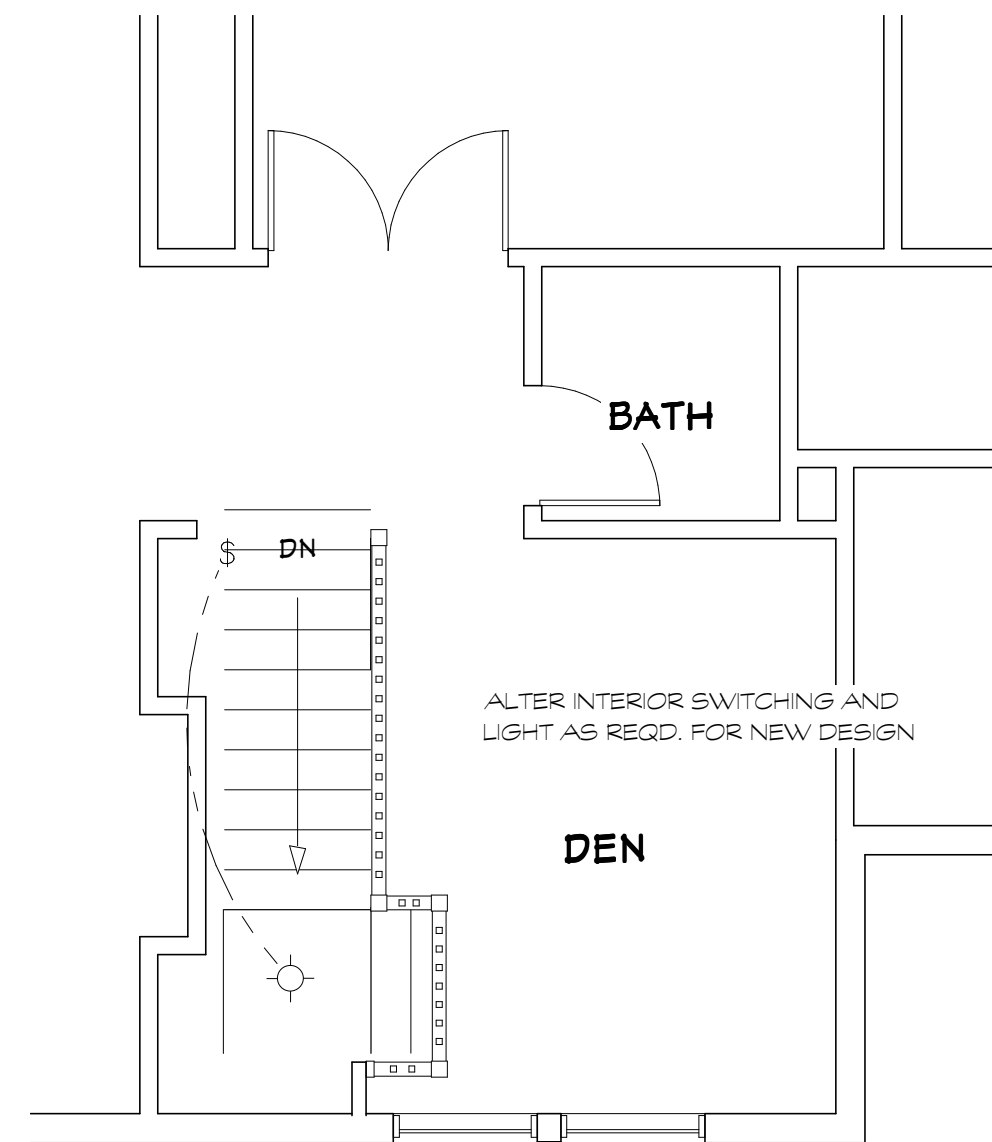 BATH
$
DN
ALTER INTERIOR SWITCHING AND
LIGHT AS REQD. FOR NEW DESIGN
DEN